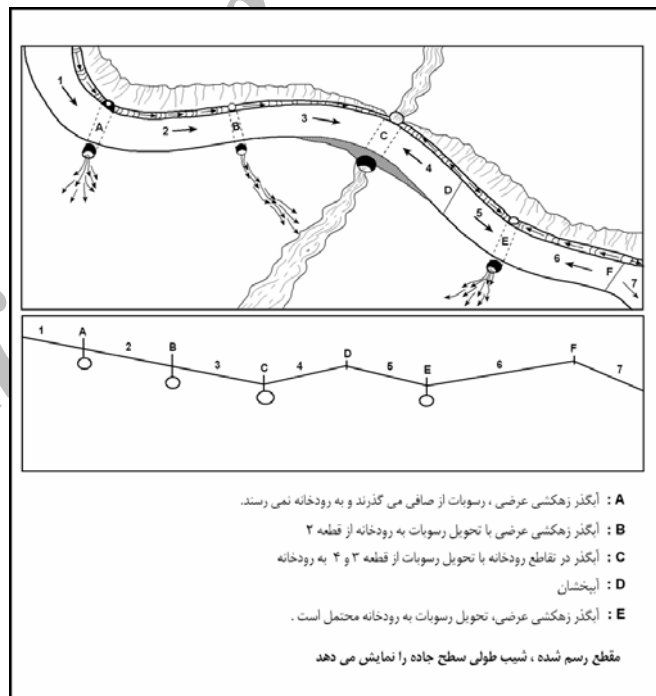 1
A
2
B
3
C
4
D
5
E
6
F
7
1
A
2
B
3
C
4
D
5
E
6
F
7
A : آبگذر زهکشی عرضی ، رسوبات از صافی می گذرند و به رودخانه نمی رسند.
B : آبگذر زهکشی عرضی با تحویل رسوبات به رودخانه از قطعه ۲
C : آبگذر در تقاطع رودخانه با تحویل رسوبات از قطعه ۳ و ۴ به رودخانه
D : آبپخشان
E : آبگذر زهکشی عرضی، تحویل رسوبات به رودخانه محتمل است .
مقطع رسم شده ، شیب طولی سطح جاده را نمایش می دهد